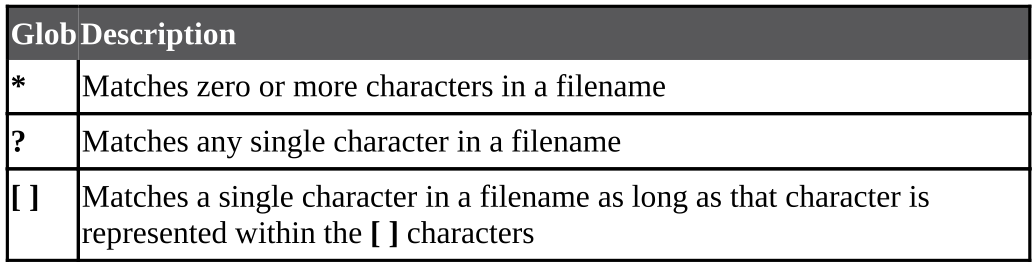 Glob Description
* Matches zero or more characters in a filename
? Matches any single character in a filename
[ ] Matches a single character in a filename as long as that character is
represented within the [ ] characters